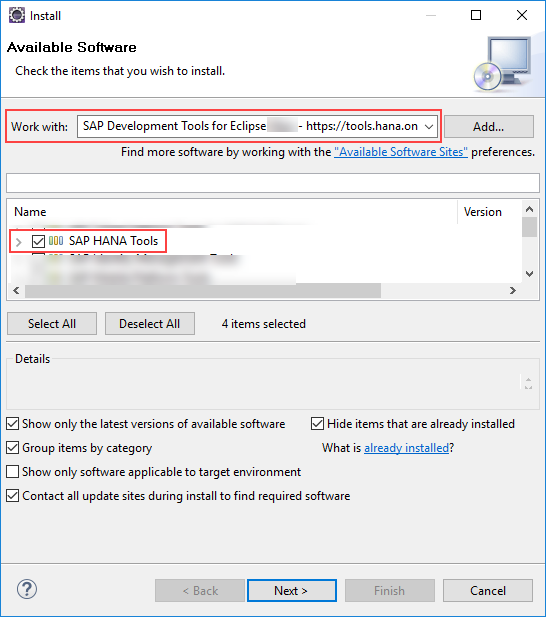 Install
Available Software
Check the items that you wish to install.
Work with: SAP Development Tools for Eclipse - https://tools.hana.on Add...
Find more software by working with the "Available Software Sites" preferences.
Name Version
SAP HANA Tools
Select All Deselect All 4 items selected
Details
Show only the latest versions of available software Hide items that are already installed
Group items by category What is already installed?
Show only software applicable to target environment
Contact all update sites during install to find required software
? < Back Next > Finish Cancel